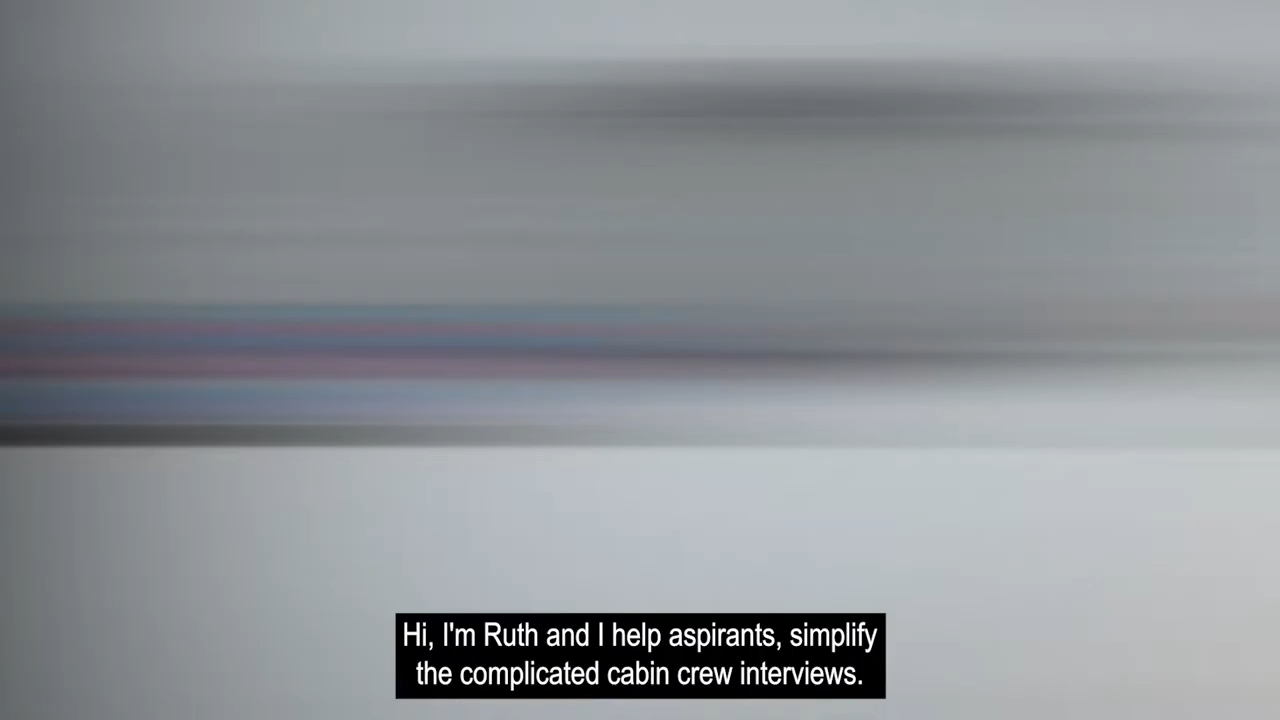 Hi, I'm Ruth and I help aspirants, simplify
the complicated cabin crew interviews.